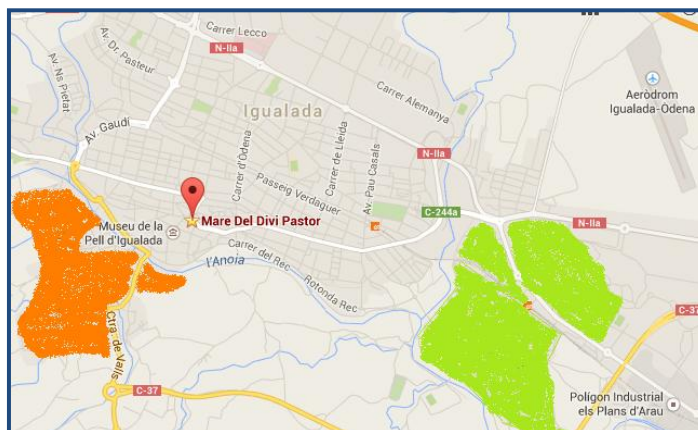 Carrer Lecco
N-IIa
Av. Dr. Pasteur
Av. Ns Pietat
Aeròdrom
Igualada-Òdena
Carrer Alemanya
Igualada
Av. Gaudí
Carrer d'Òdena
Carrer de Lleida
N-IIa
Av. Pau Casals
Passeig Verdaguer
C-244a
Mare Del Divi Pastor
N-IIa
Museu de la
Pell d'Igualada
Carrer del Rec
l'Anoia
Rotonda Rec
C-37
Ctra. de Valls
C-37
Polígon Industrial
els Plans d'Arau